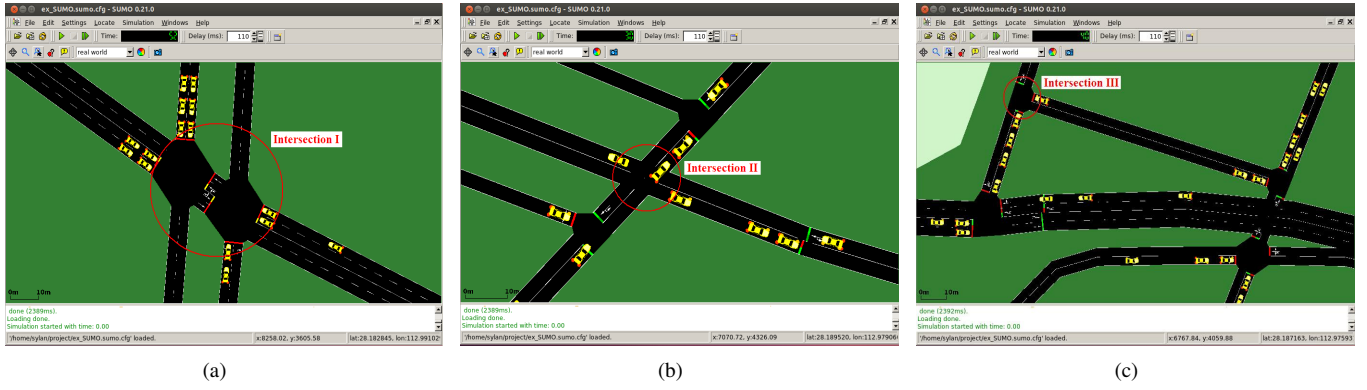 ex_SUMO.sumo.cfg - SUMO 0.21.0
File Edit Settings Locate Simulation Windows Help
Time: Delay (ms): 110
real world
Intersection I
0m 10m
done (2389ms).
Loading done.
Simulation started with time: 0.00
'/home/sylan/project/ex_SUMO.sumo.cfg' loaded. x:8258.02, y:3605.58 lat:28.182845, lon:112.99102
(a)
ex_SUMO.sumo.cfg - SUMO 0.21.0
File Edit Settings Locate Simulation Windows Help
Time: Delay (ms): 110
real world
Intersection II
0m 10m
done (2389ms).
Loading done.
Simulation started with time: 0.00
'/home/sylan/project/ex_SUMO.sumo.cfg' loaded. x:7070.72, y:4326.09 lat:28.189520, lon:112.97906
(b)
ex_SUMO.sumo.cfg - SUMO 0.21.0
File Edit Settings Locate Simulation Windows Help
Time: Delay (ms): 110
real world
Intersection III
0m 10m
done (2392ms).
Loading done.
Simulation started with time: 0.00
'/home/sylan/project/ex_SUMO.sumo.cfg' loaded. x:6767.84, y:4059.88 lat:28.187163, lon:112.97593
(c)